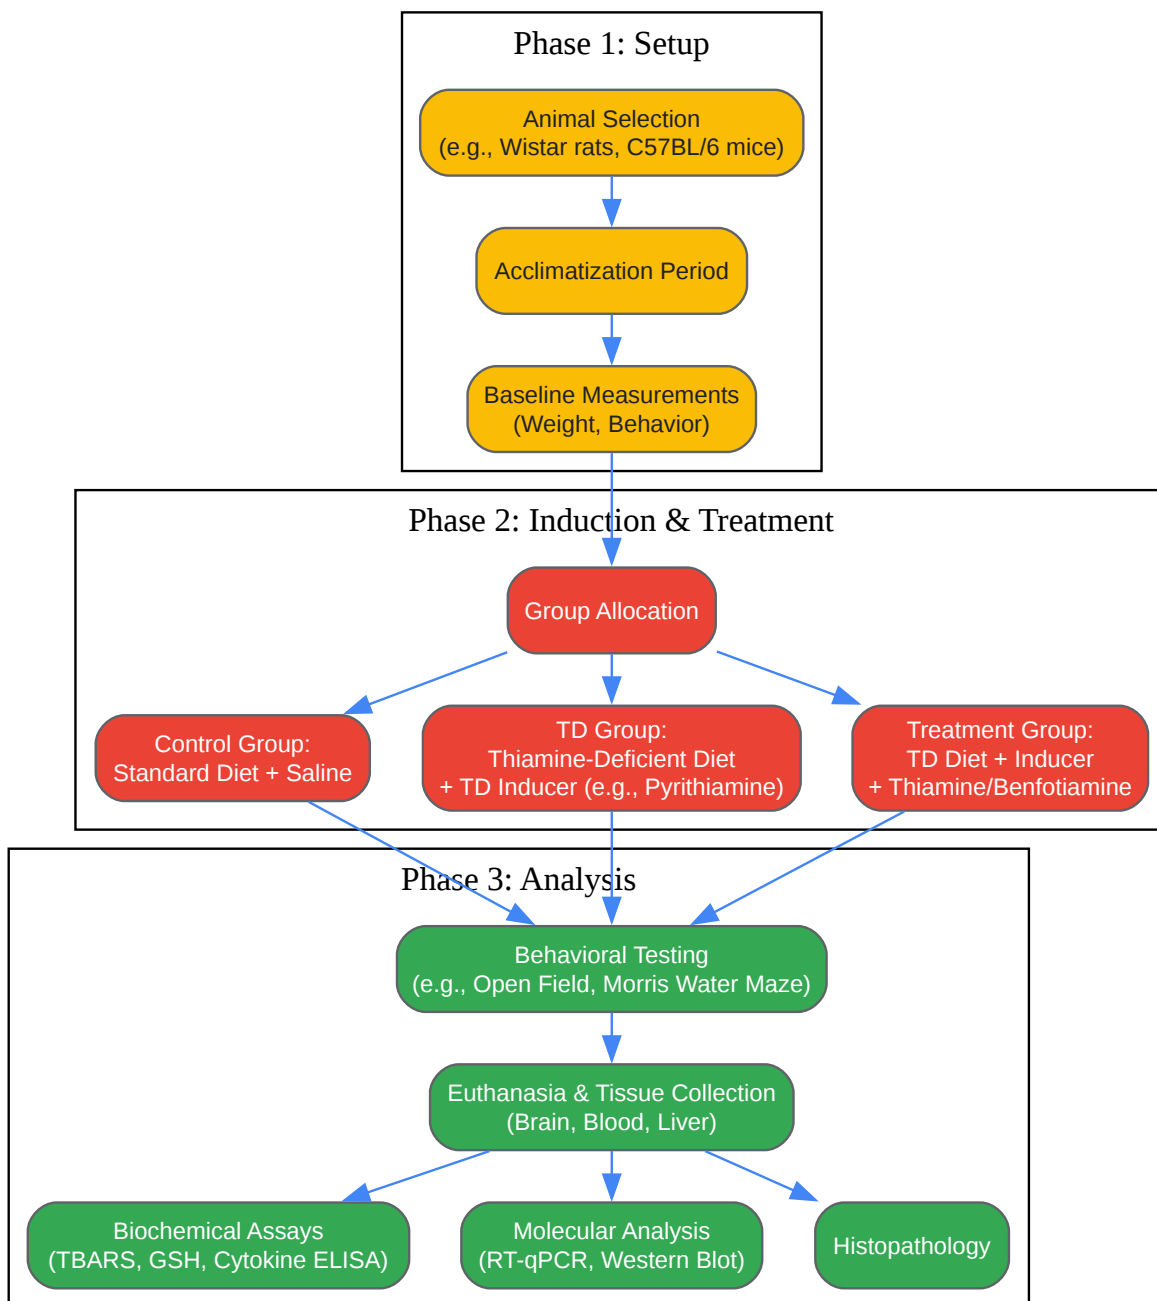 Phase 1: Setup
Animal Selection
(e.g., Wistar rats, C57BL/6 mice)
Acclimatization Period
Baseline Measurements
(Weight, Behavior)
Phase 2: Induction & Treatment
Group Allocation
Control Group:
Standard Diet + Saline
TD Group:
Thiamine-Deficient Diet
+ TD Inducer (e.g., Pyrithiamine)
Treatment Group:
TD Diet + Inducer
+ Thiamine/Benfotiamine
Phase 3: Analysis
Behavioral Testing
(e.g., Open Field, Morris Water Maze)
Euthanasia & Tissue Collection
(Brain, Blood, Liver)
Biochemical Assays
(TBARS, GSH, Cytokine ELISA)
Molecular Analysis
(RT-qPCR, Western Blot)
Histopathology